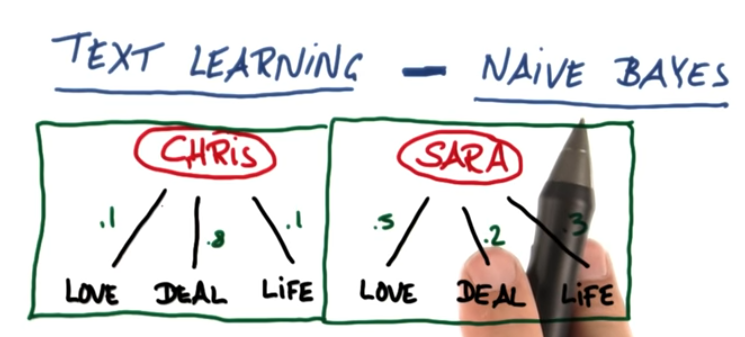 TEXT LEARNING – NAIVE BAYES
CHRIS SARA
.1 .8 .1 .5 .2 .3
LOVE DEAL LIFE LOVE DEAL LIFE